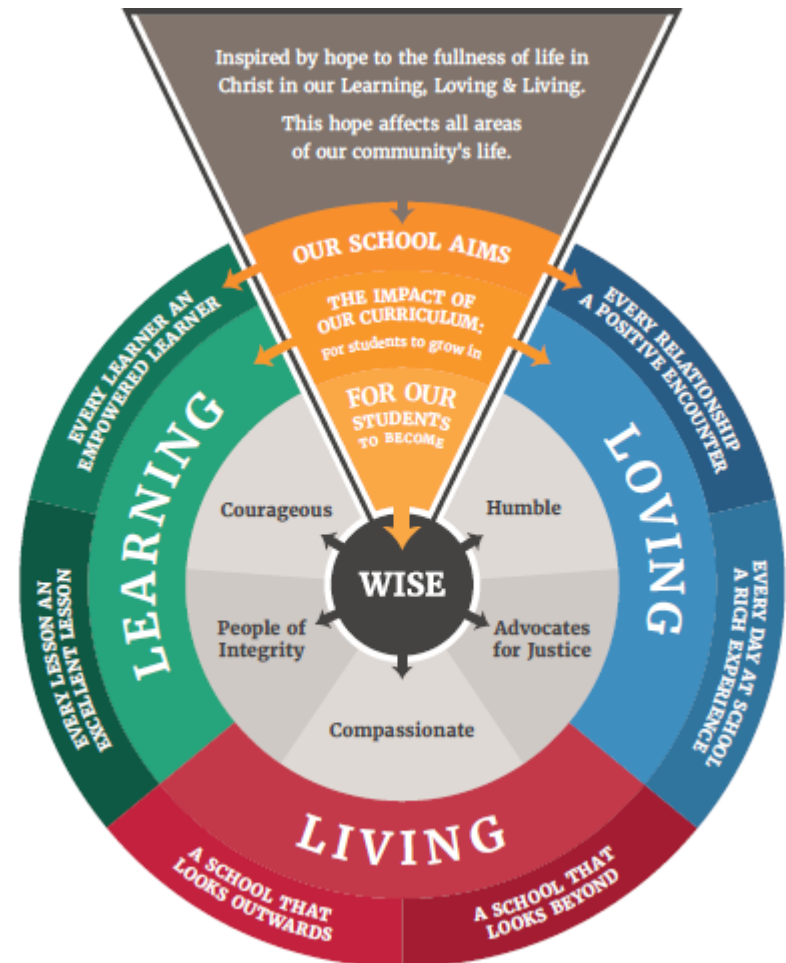 Inspired by hope to the fullness of life in
Christ in our Learning, Loving & Living.
This hope affects all areas
of our community's life.
OUR SCHOOL AIMS
THE IMPACT OF
OUR CURRICULUM:
For students to grow in
FOR OUR
STUDENTS
TO BECOME
WISE
Courageous
Humble
People of
Integrity
Advocates
for Justice
Compassionate
LEARNING
LOVING
LIVING
EVERY LEARNER AN
EMPOWERED LEARNER
EVERY LESSON AN
EXCELLENT LESSON
EVERY RELATIONSHIP
A POSITIVE ENCOUNTER
EVERY DAY AT SCHOOL
A RICH EXPERIENCE
A SCHOOL THAT
LOOKS OUTWARDS
A SCHOOL THAT
LOOKS BEYOND